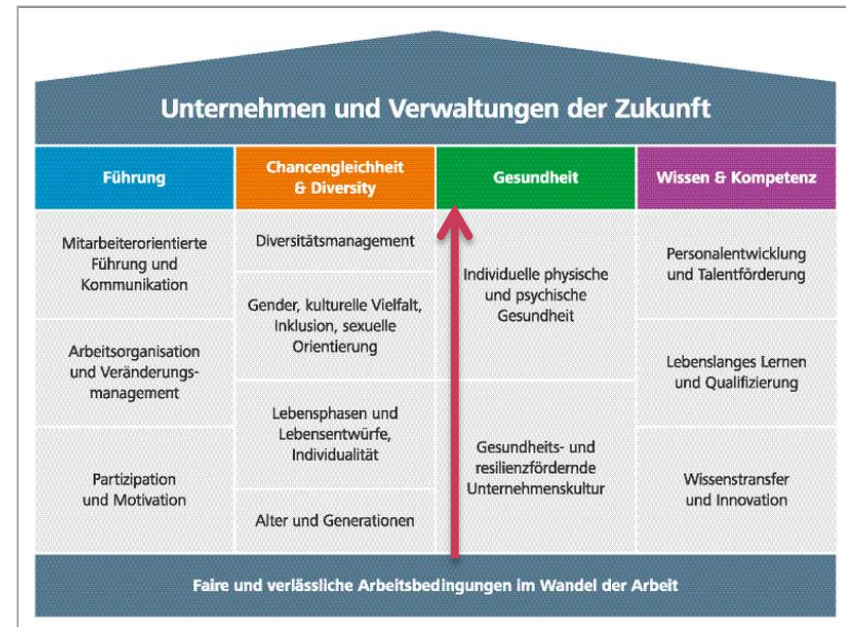 Unternehmen und Verwaltungen der Zukunft
Führung
Chancengleichheit
& Diversity
Gesundheit
Wissen & Kompetenz
Mitarbeiterorientierte
Führung und
Kommunikation
Arbeitsorganisation
und Veränderungs-
management
Partizipation
und Motivation
Diversitätsmanagement
Gender, kulturelle Vielfalt,
Inklusion, sexuelle
Orientierung
Lebensphasen und
Lebensentwürfe,
Individualität
Alter und Generationen
Individuelle physische
und psychische
Gesundheit
Gesundheits- und
resilienzfördernde
Unternehmenskultur
Personalentwicklung
und Talentförderung
Lebenslanges Lernen
und Qualifizierung
Wissenstransfer
und Innovation
Faire und verlässliche Arbeitsbedingungen im Wandel der Arbeit